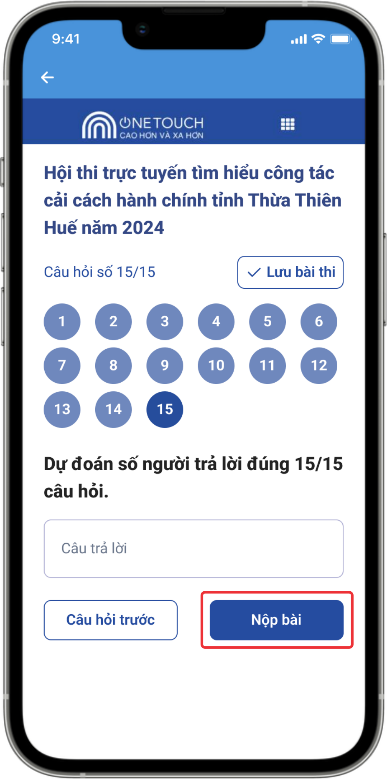 9:41
ONETOUCH
CAO HƠN VÀ XA HƠN
Hội thi trực tuyến tìm hiểu công tác
cải cách hành chính tỉnh Thừa Thiên
Huế năm 2024
Câu hỏi số 15/15
Lưu bài thi
1 2 3 4 5 6
7 8 9 10 11 12
13 14 15
Dự đoán số người trả lời đúng 15/15
câu hỏi.
Câu trả lời
Câu hỏi trước
Nộp bài